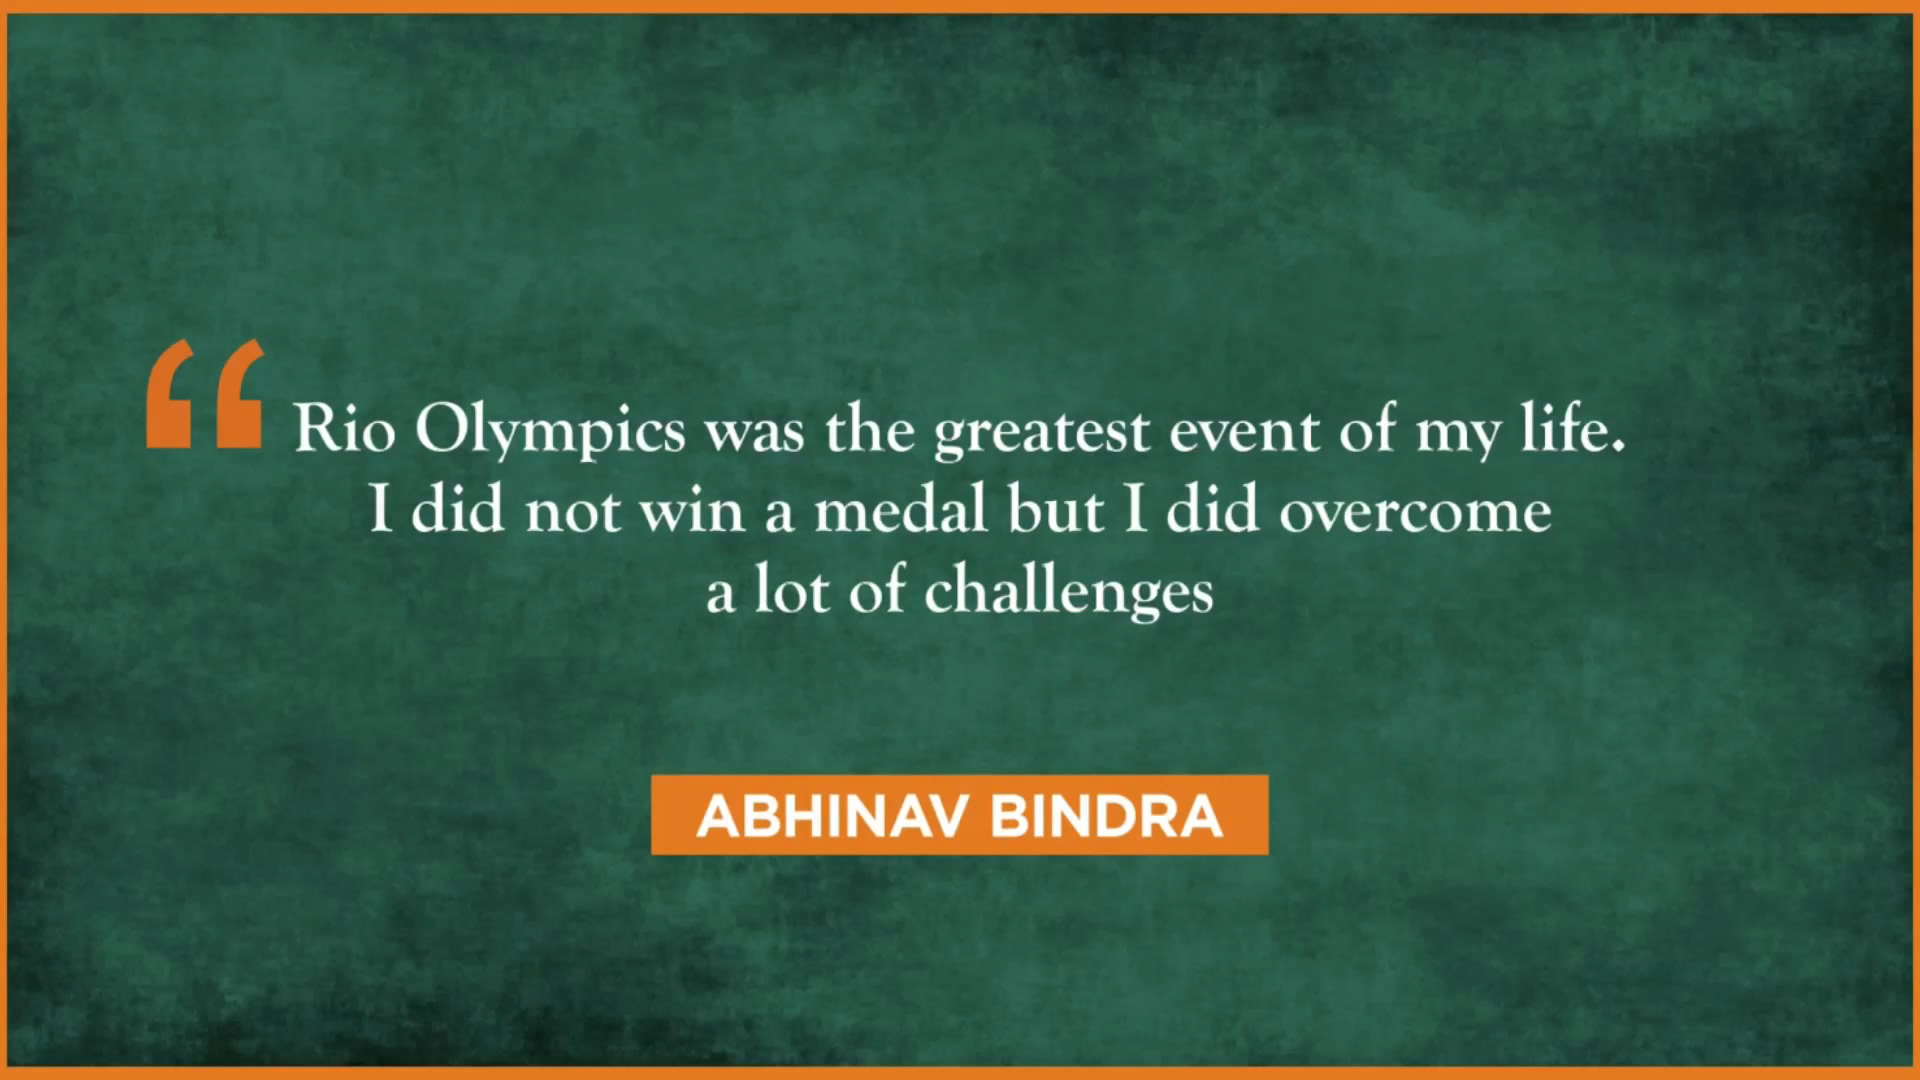 “Rio Olympics was the greatest event of my life.
I did not win a medal but I did overcome
a lot of challenges
ABHINAV BINDRA